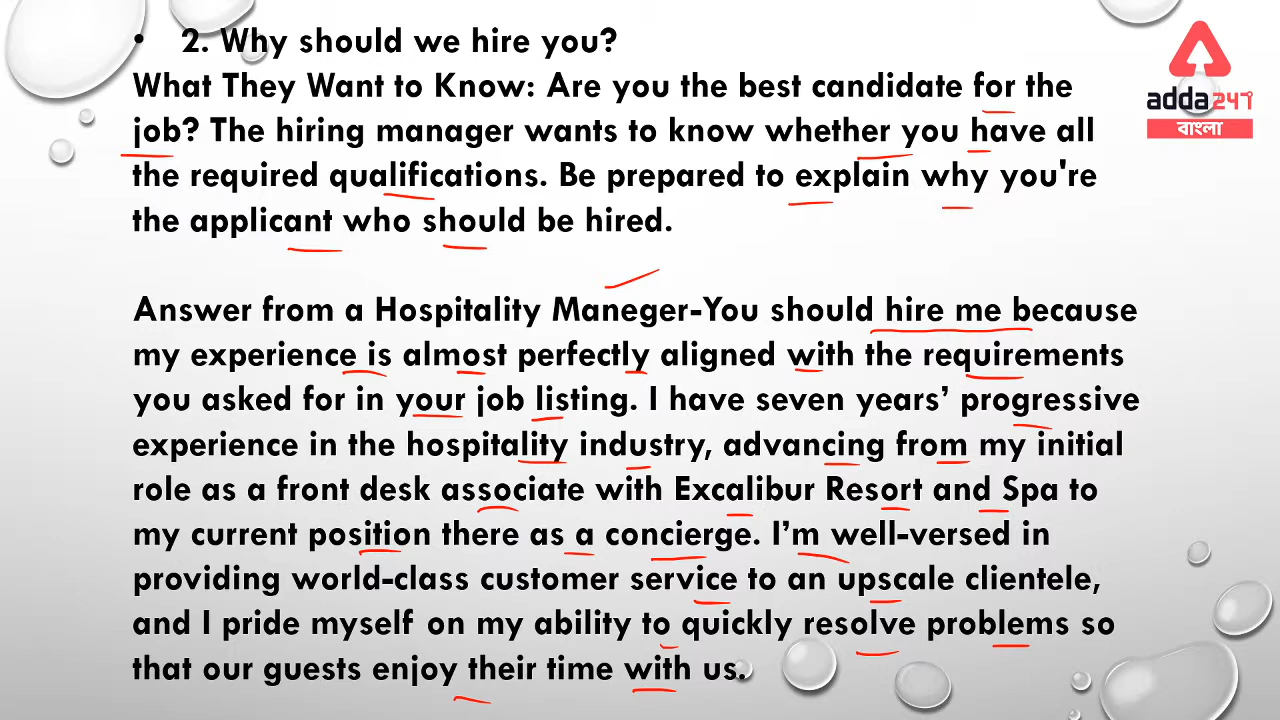 • 2. Why should we hire you?
What They Want to Know: Are you the best candidate for the
job? The hiring manager wants to know whether you have all
the required qualifications. Be prepared to explain why you're
the applicant who should be hired.
Answer from a Hospitality Maneger-You should hire me because
my experience is almost perfectly aligned with the requirements
you asked for in your job listing. I have seven years’ progressive
experience in the hospitality industry, advancing from my initial
role as a front desk associate with Excalibur Resort and Spa to
my current position there as a concierge. I’m well-versed in
providing world-class customer service to an upscale clientele,
and I pride myself on my ability to quickly resolve problems so
that our guests enjoy their time with us.
adda247
বাংলা